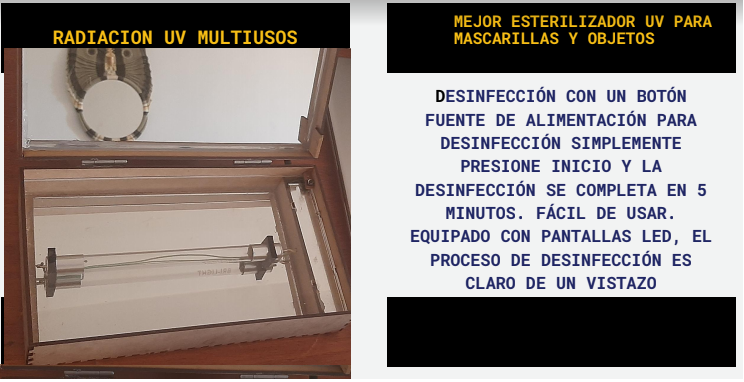 RADIACION UV MULTIUSOS
MEJOR ESTERILIZADOR UV PARA
MASCARILLAS Y OBJETOS
DESINFECCIÓN CON UN BOTÓN
FUENTE DE ALIMENTACIÓN PARA
DESINFECCIÓN SIMPLEMENTE
PRESIONE INICIO Y LA
DESINFECCIÓN SE COMPLETA EN 5
MINUTOS. FÁCIL DE USAR.
EQUIPADO CON PANTALLAS LED, EL
PROCESO DE DESINFECCIÓN ES
CLARO DE UN VISTAZO